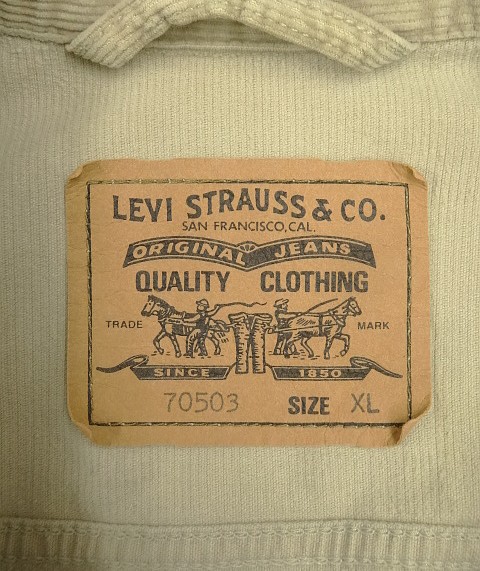 LEVI STRAUSS & CO.
SAN FRANCISCO, CAL.
ORIGINAL JEANS
QUALITY CLOTHING
TRADE MARK
SINCE 1850
70503 SIZE XL